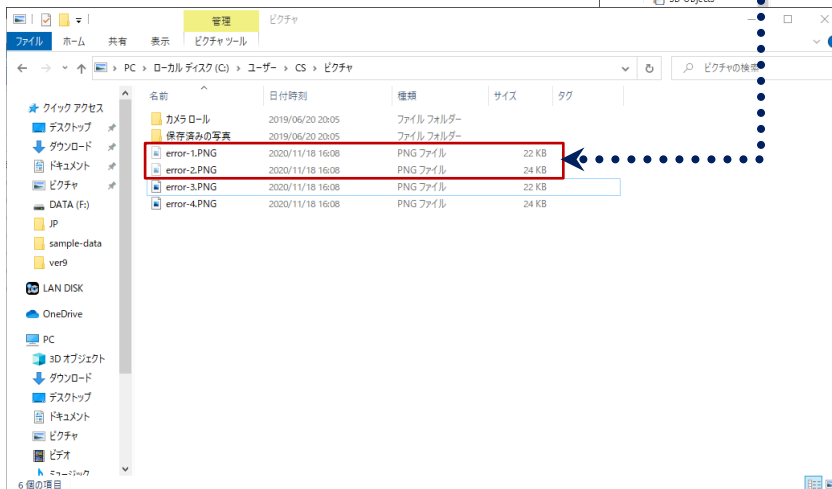 3D Objects
管理
ピクチャ
ファイル ホーム 共有 表示 ピクチャ ツール
PC › ローカル ディスク (C:) › ユーザー › CS › ピクチャ
ピクチャの検索
名前 日付時刻 種類 サイズ タグ
クイック アクセス
デスクトップ
ダウンロード
ドキュメント
ピクチャ
DATA (F:)
JP
sample-data
ver9
LAN DISK
OneDrive
PC
3D オブジェクト
ダウンロード
デスクトップ
ドキュメント
ピクチャ
ビデオ
ミュージック
カメラロール 2019/06/20 20:05 ファイル フォルダー
保存済みの写真 2019/06/20 20:05 ファイル フォルダー
error-1.PNG 2020/11/18 16:08 PNG ファイル 22 KB
error-2.PNG 2020/11/18 16:08 PNG ファイル 24 KB
error-3.PNG 2020/11/18 16:08 PNG ファイル 22 KB
error-4.PNG 2020/11/18 16:08 PNG ファイル 24 KB
6 個の項目